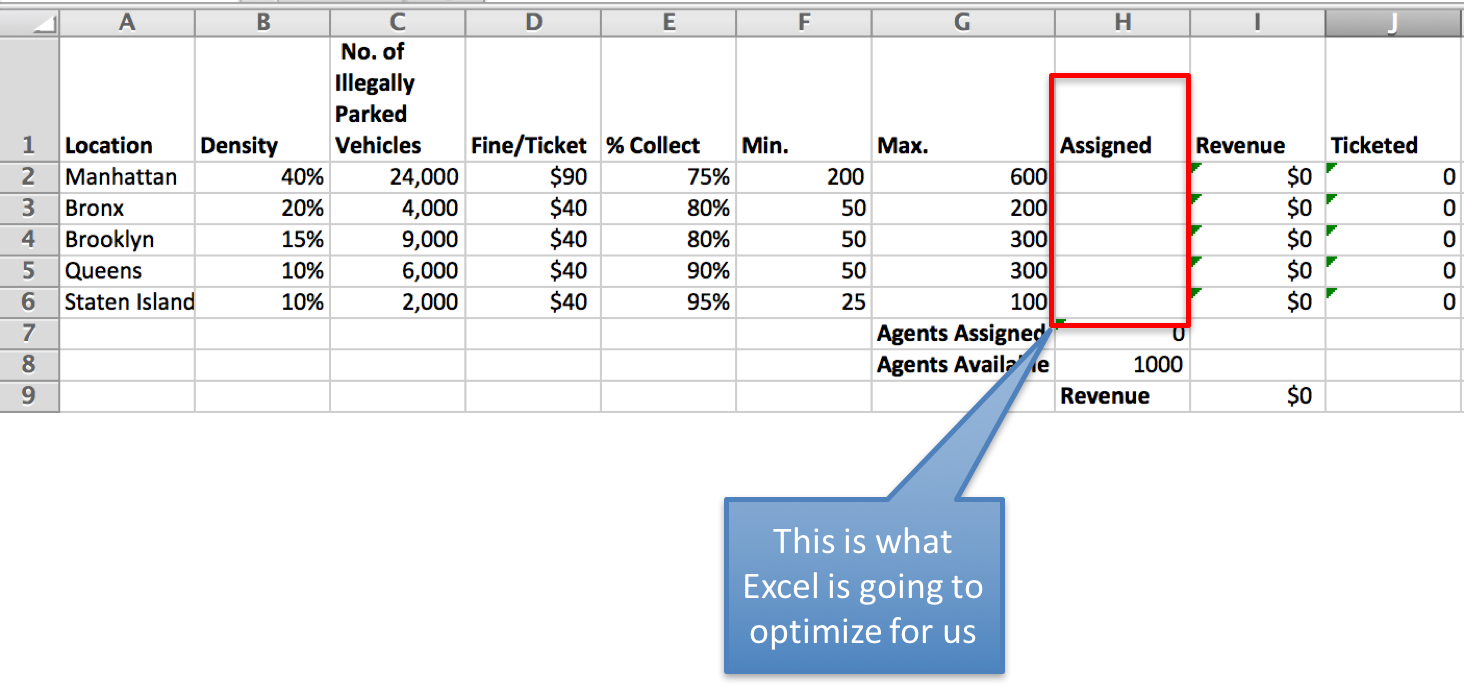 A B C D E F G H I J
No. of
Illegally
Parked
1 Location Density Vehicles Fine/Ticket % Collect Min. Max. Assigned Revenue Ticketed
2 Manhattan 40% 24,000 $90 75% 200 600 $0 0
3 Bronx 20% 4,000 $40 80% 50 200 $0 0
4 Brooklyn 15% 9,000 $40 80% 50 300 $0 0
5 Queens 10% 6,000 $40 90% 50 300 $0 0
6 Staten Island 10% 2,000 $40 95% 25 100 $0 0
7 Agents Assigned 0
8 Agents Available 1000
9 Revenue $0
This is what
Excel is going to
optimize for us